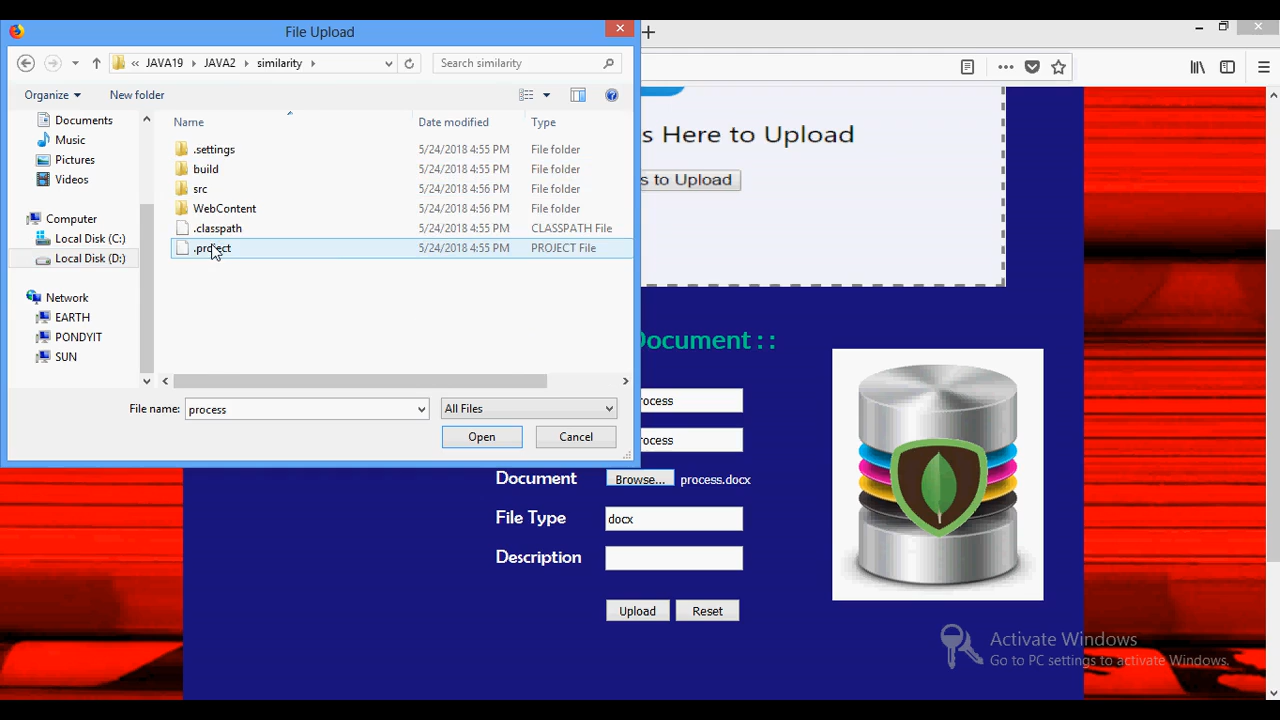 File Upload
JAVA19 JAVA2 similarity
Search similarity
Organize New folder
Name Date modified Type
Documents
Music
Pictures
Videos
Computer
Local Disk (C:)
Local Disk (D:)
Network
EARTH
PONDYIT
SUN
.settings 5/24/2018 4:55 PM File folder
build 5/24/2018 4:55 PM File folder
src 5/24/2018 4:55 PM File folder
WebContent 5/24/2018 4:56 PM File folder
.classpath 5/24/2018 4:55 PM CLASSPATH File
.project 5/24/2018 4:55 PM PROJECT File
File name: process All Files
Open Cancel
s Here to Upload
s to Upload
Document : :
rocess
rocess
Document Browse... process.docx
File Type docx
Description
Upload Reset
Activate Windows
Go to PC settings to activate Windows.